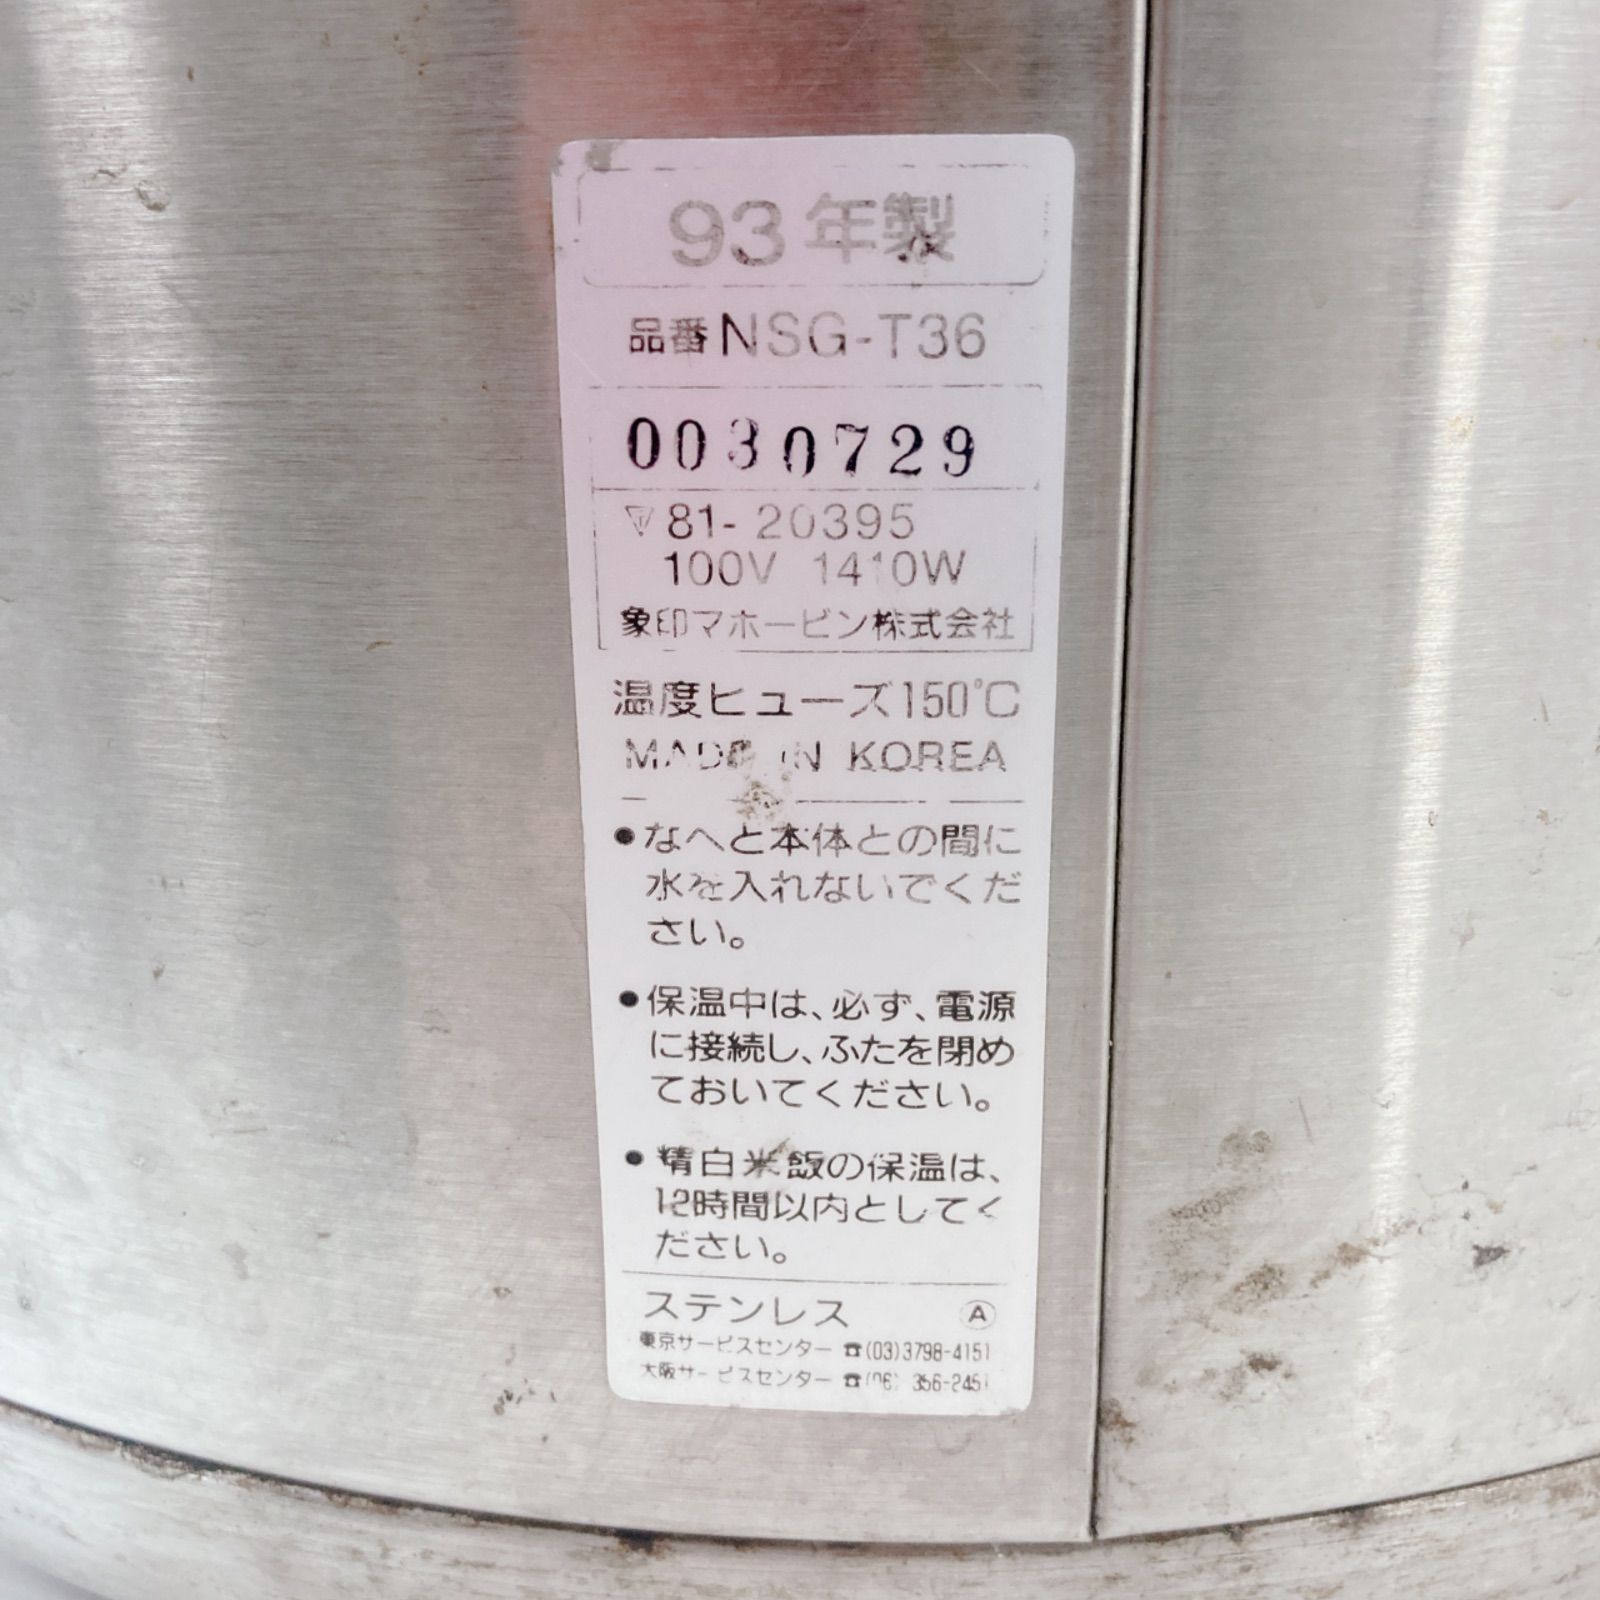 93年製
品番NSG-T36
0030729
81-20395
100V 1410W
象印マホービン株式会社
温度ヒューズ150℃
MADE IN KOREA
●なべと本体との間に
水を入れないでくだ
さい。
●保温中は、必ず、電源
に接続し、ふたを閉め
ておいてください。
●精白米飯の保温は、
12時間以内としてく
ださい。
ステンレス Ⓐ
東京サービスセンター ☎(03)3798-4151
大阪サービスセンター ☎(06) 356-2451